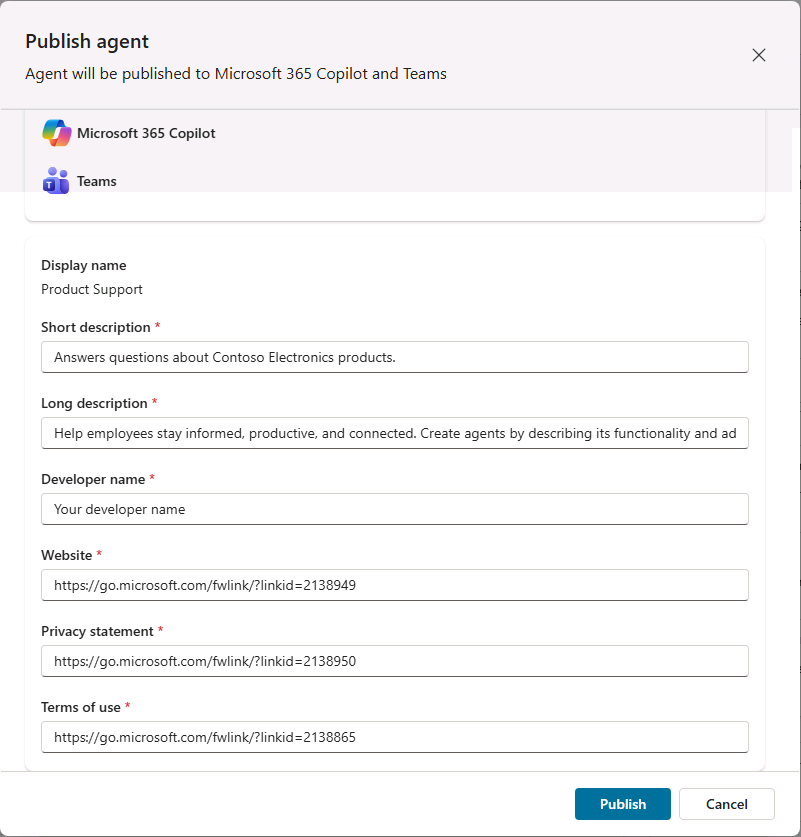 Publish agent
Agent will be published to Microsoft 365 Copilot and Teams
Microsoft 365 Copilot
Teams
Display name
Product Support
Short description *
Answers questions about Contoso Electronics products.
Long description *
Help employees stay informed, productive, and connected. Create agents by describing its functionality and ad
Developer name *
Your developer name
Website *
https://go.microsoft.com/fwlink/?linkid=2138949
Privacy statement *
https://go.microsoft.com/fwlink/?linkid=2138950
Terms of use *
https://go.microsoft.com/fwlink/?linkid=2138865
Publish Cancel